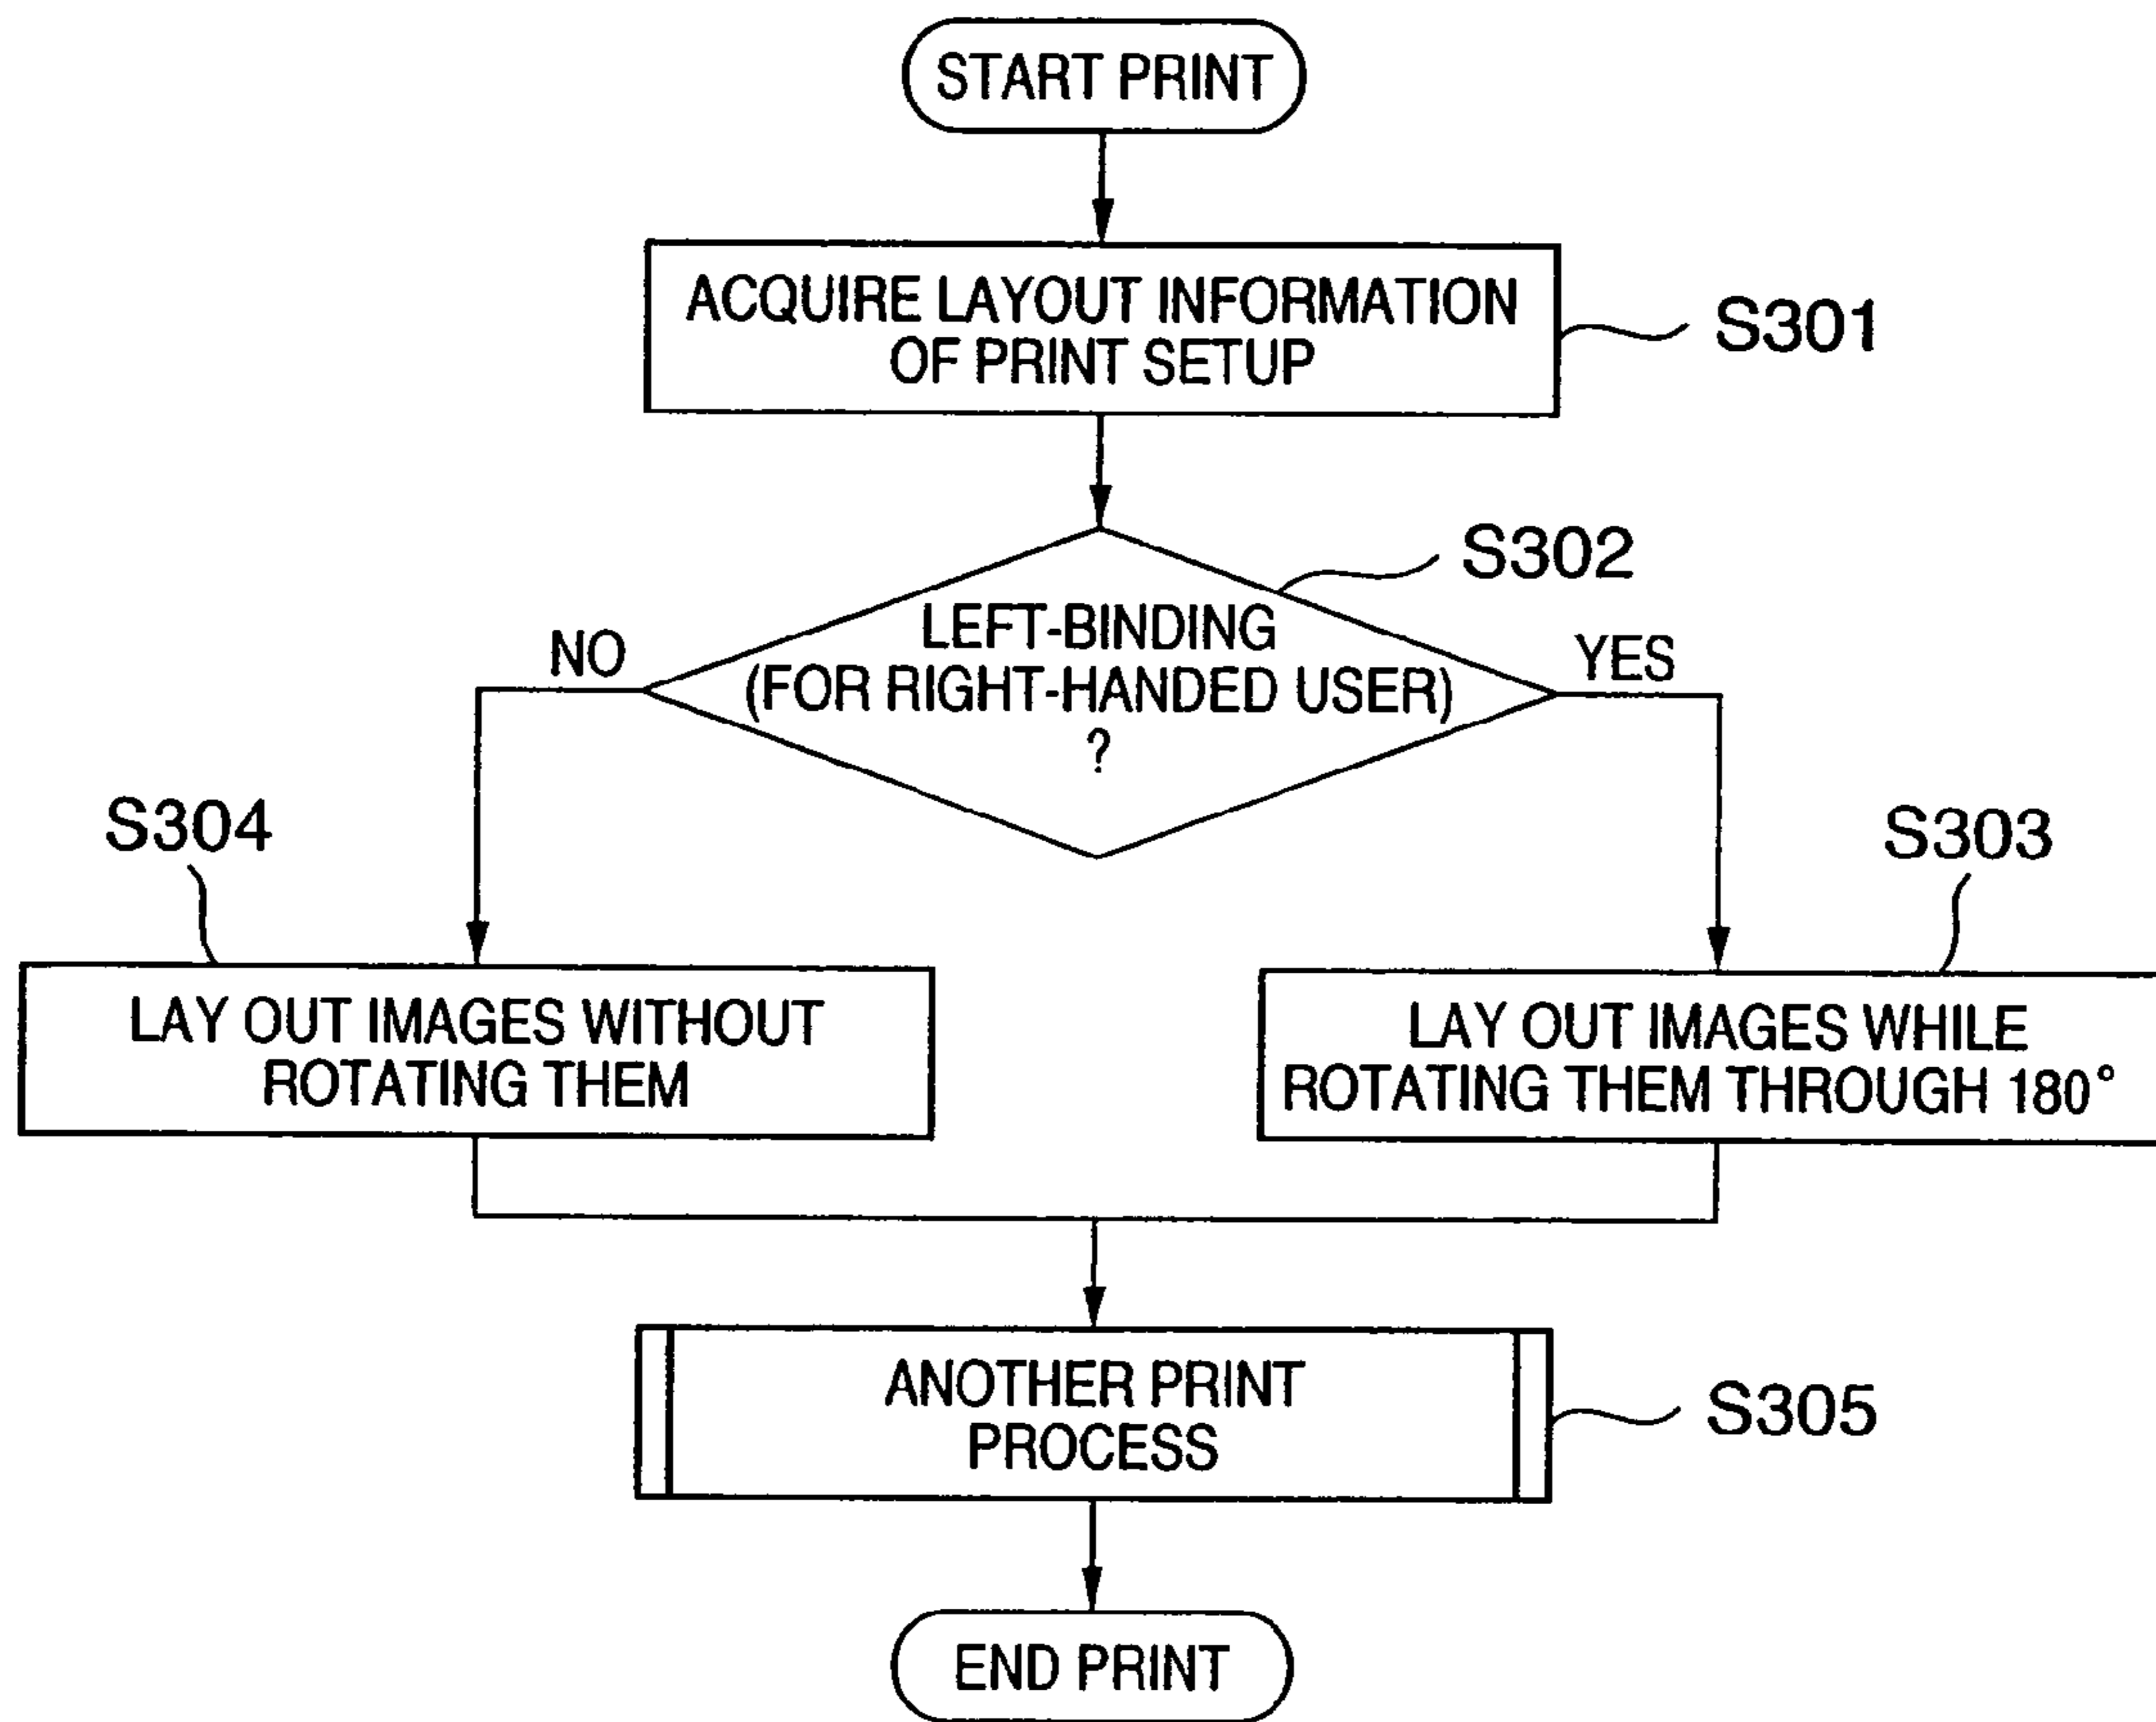 START PRINT
ACQUIRE LAYOUT INFORMATION
OF PRINT SETUP
S301
S302
LEFT-BINDING
(FOR RIGHT-HANDED USER)
?
NO
YES
S304
S303
LAY OUT IMAGES WITHOUT
ROTATING THEM
LAY OUT IMAGES WHILE
ROTATING THEM THROUGH 180°
ANOTHER PRINT
PROCESS
S305
END PRINT